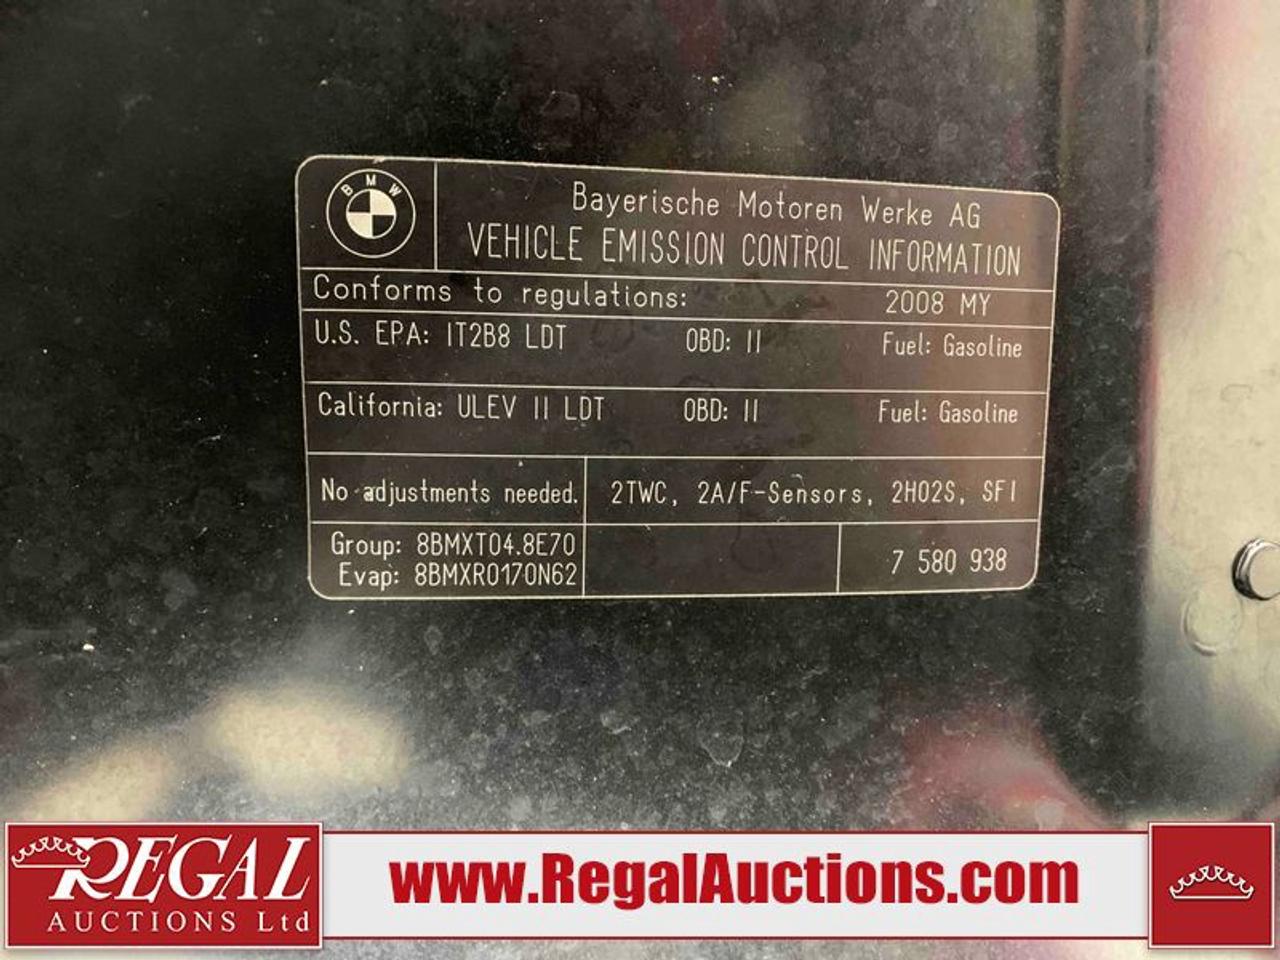 BMW
Bayerische Motoren Werke AG
VEHICLE EMISSION CONTROL INFORMATION
Conforms to regulations: 2008 MY
U.S. EPA: IT2B8 LDT OBD: II Fuel: Gasoline
California: ULEV II LDT OBD: II Fuel: Gasoline
No adjustments needed. 2TWC, 2A/F-Sensors, 2HO2S, SFI
Group: 8BMXT04.8E70
Evap: 8BMXR0170N62
7 580 938
REGAL
AUCTIONS Ltd
www.RegalAuctions.com